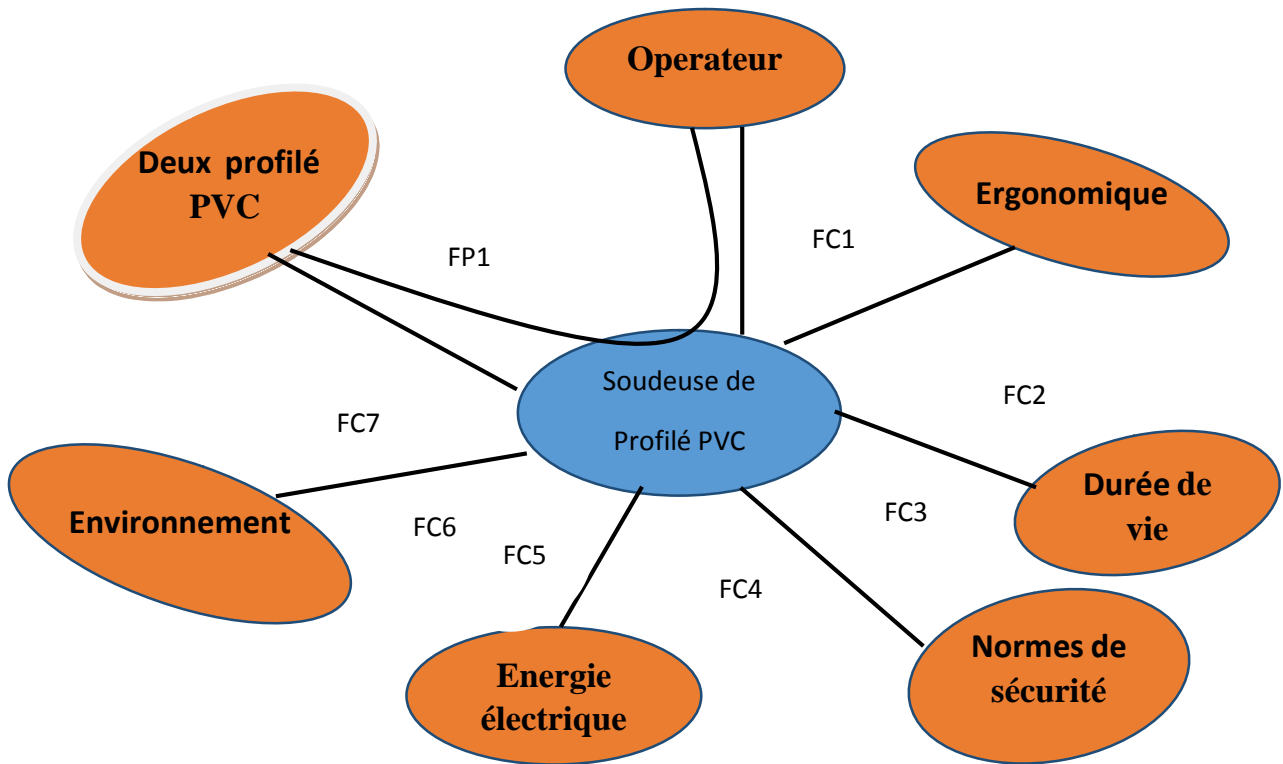 Operateur
Deux profilé
PVC
Ergonomique
FP1
FC1
Soudeuse de
Profilé PVC
FC2
FC7
Durée de
vie
Environnement
FC6
FC5
FC3
FC4
Normes de
sécurité
Energie
électrique